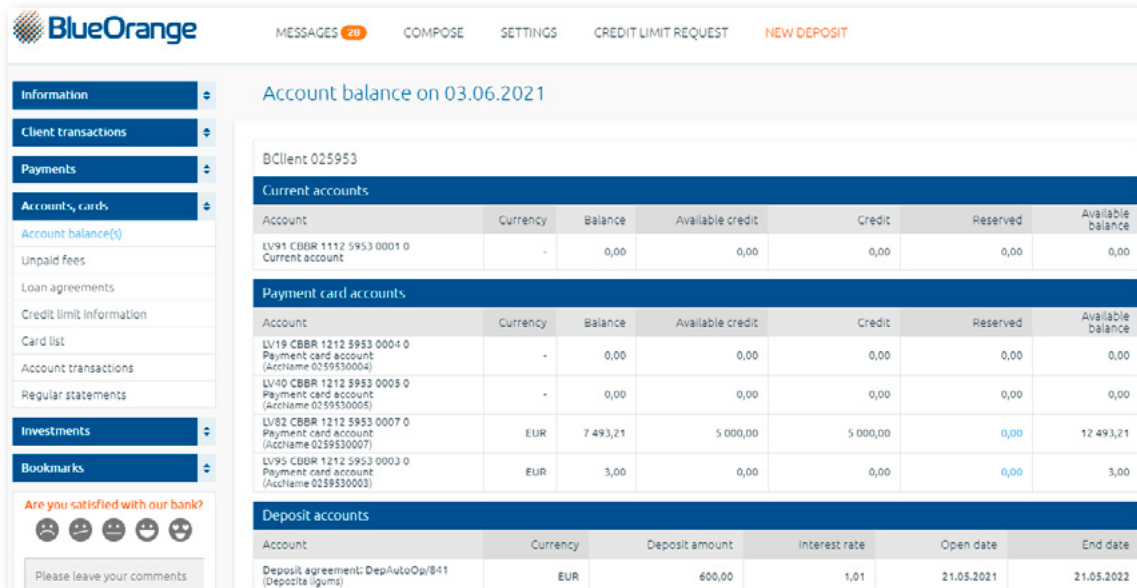 BlueOrange
MESSAGES 28 COMPOSE SETTINGS CREDIT LIMIT REQUEST NEW DEPOSIT
Account balance on 03.06.2021
Information
Client transactions
Payments
Accounts, cards
Account balance(s)
Unpaid fees
Loan agreements
Credit limit information
Card list
Account transactions
Regular statements
Investments
Bookmarks
Are you satisfied with our bank?
Please leave your comments
BClient 025953
Current accounts
Account Currency Balance Available credit Credit Reserved Available balance
LV91 CBBR 1112 5953 0001 0
Current account
- 0,00 0,00 0,00 0,00 0,00
Payment card accounts
Account Currency Balance Available credit Credit Reserved Available balance
LV19 CBBR 1212 5953 0004 0
Payment card account
(AccName 0259530004)
- 0,00 0,00 0,00 0,00 0,00
LV40 CBBR 1212 5953 0005 0
Payment card account
(AccName 0259530005)
- 0,00 0,00 0,00 0,00 0,00
LV82 CBBR 1212 5953 0007 0
Payment card account
(AccName 0259530007)
EUR 7 493,21 5 000,00 5 000,00 0,00 12 493,21
LV95 CBBR 1212 5953 0003 0
Payment card account
(AccName 0259530003)
EUR 3,00 0,00 0,00 0,00 3,00
Deposit accounts
Account Currency Deposit amount Interest rate Open date End date
Deposit agreement: DepAutoOp/841
(Depozita līgums)
EUR 600,00 1,01 21.05.2021 21.05.2022